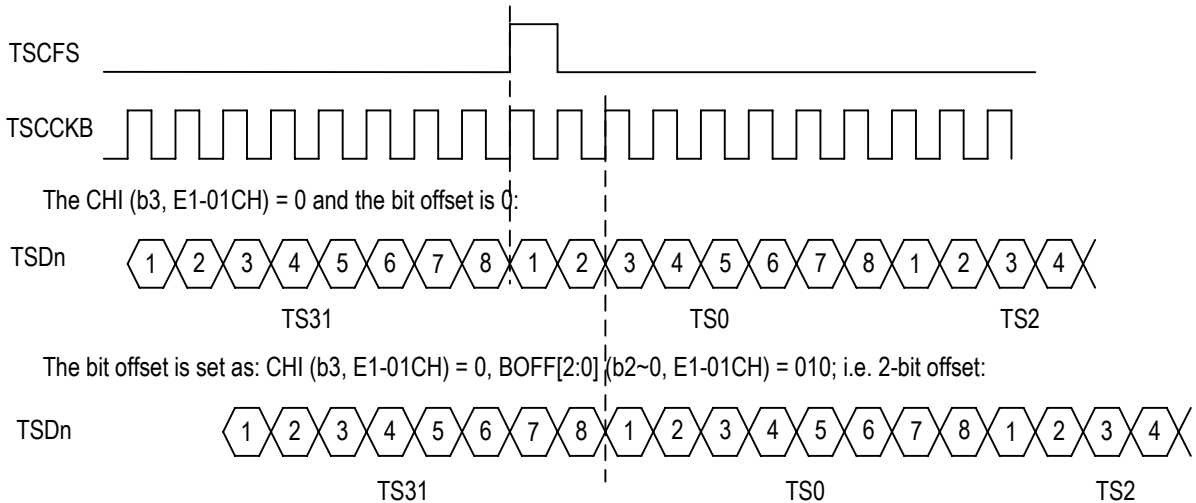 TSCFS
TSCCKB
The CHI (b3, E1-01CH) = 0 and the bit offset is 0:
TSDn 1 2 3 4 5 6 7 8 1 2 3 4 5 6 7 8 1 2 3 4
TS31 TS0 TS2
The bit offset is set as: CHI (b3, E1-01CH) = 0, BOFF[2:0] (b2~0, E1-01CH) = 010; i.e. 2-bit offset:
TSDn 1 2 3 4 5 6 7 8 1 2 3 4 5 6 7 8 1 2 3 4
TS31 TS0 TS2